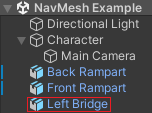 NavMesh Example
Directional Light
Character
Main Camera
Back Rampart
Front Rampart
Left Bridge